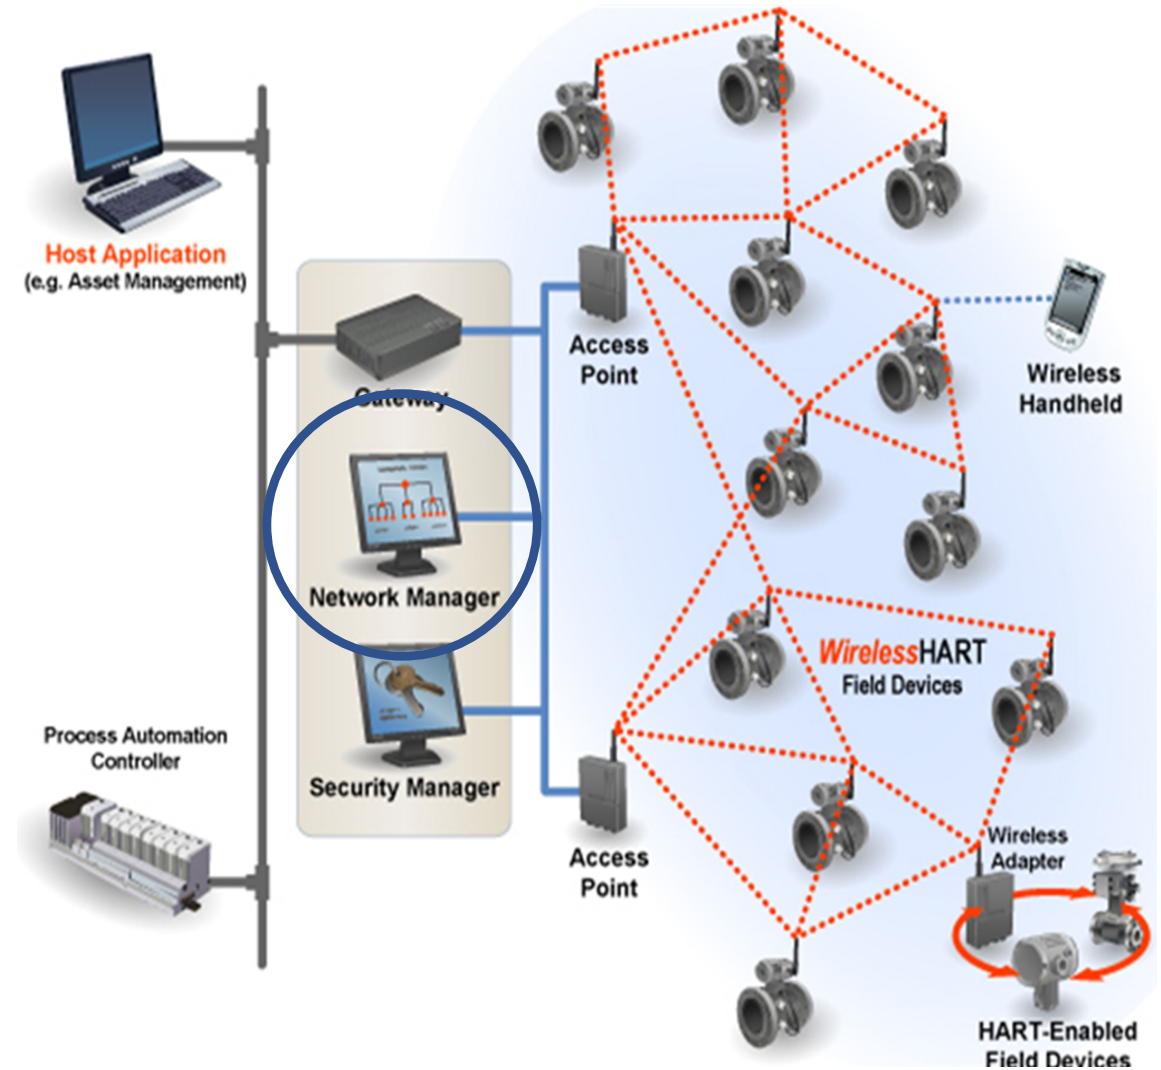 Host Application
(e.g. Asset Management)
Gateway
Network Manager
Security Manager
Process Automation
Controller
Access
Point
Access
Point
Wireless
Handheld
WirelessHART
Field Devices
Wireless
Adapter
HART-Enabled
Field Devices